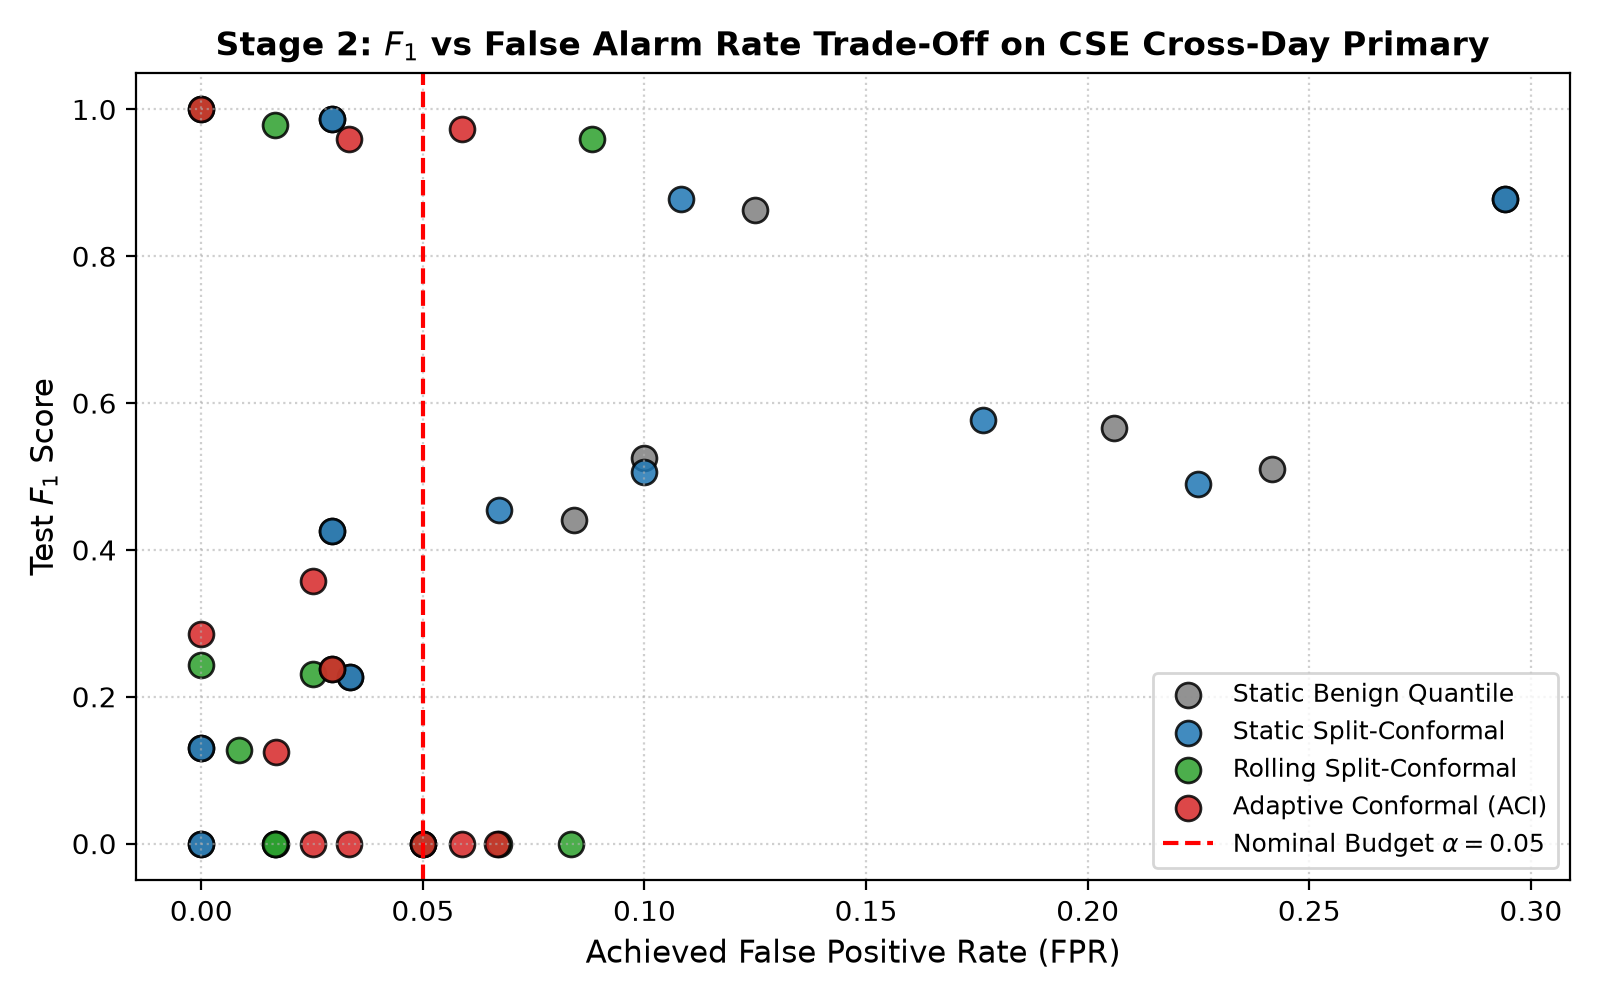 Stage 2: F₁ vs False Alarm Rate Trade-Off on CSE Cross-Day Primary
1.0
0.8
0.6
0.4
0.2
0.0
Test F₁ Score
0.00 0.05 0.10 0.15 0.20 0.25 0.30
Achieved False Positive Rate (FPR)
Static Benign Quantile
Static Split-Conformal
Rolling Split-Conformal
Adaptive Conformal (ACI)
Nominal Budget α = 0.05